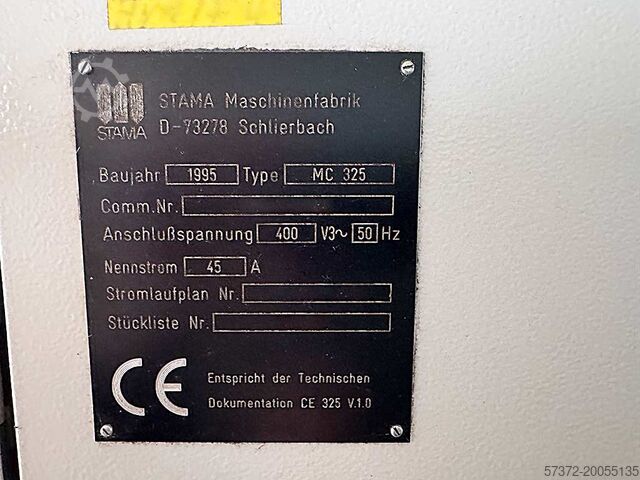 STAMA Maschinenfabrik
STAMA D-73278 Schlierbach
Baujahr 1995 Type MC 325
Comm.Nr.
Anschlußspannung 400 V3~ 50 Hz
Nennstrom 45 A
Stromlaufplan Nr.
Stückliste Nr.
CE Entspricht der Technischen
Dokumentation CE 325 V.1.0
57372-20055135